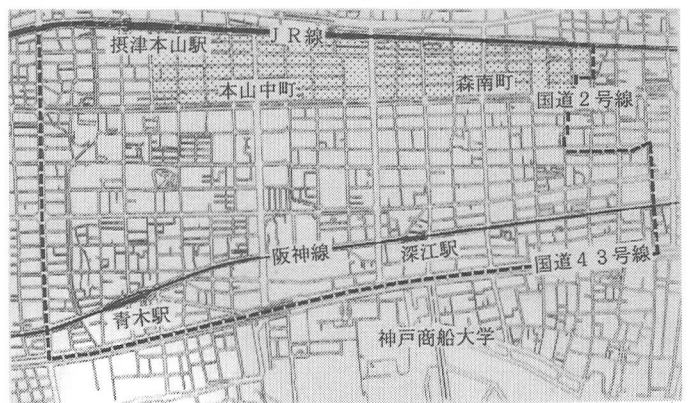 摂津本山駅
JR線
本山中町
森南町
国道2号線
阪神線
深江駅
国道43号線
青木駅
神戸商船大学